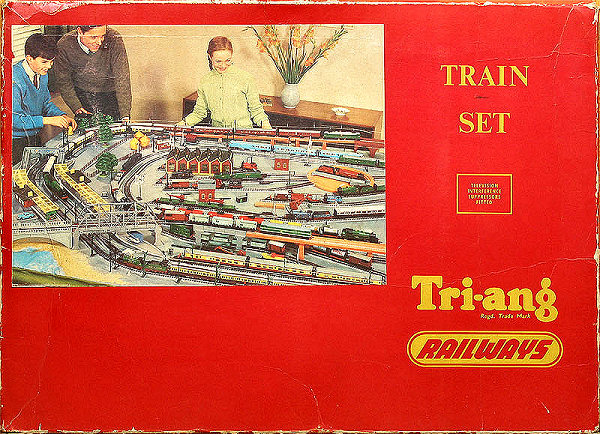 TRAIN
SET
TELEVISION
INTERFERENCE
SUPPRESSORS
FITTED
Tri-ang
Regd. Trade Mark
RAILWAYS